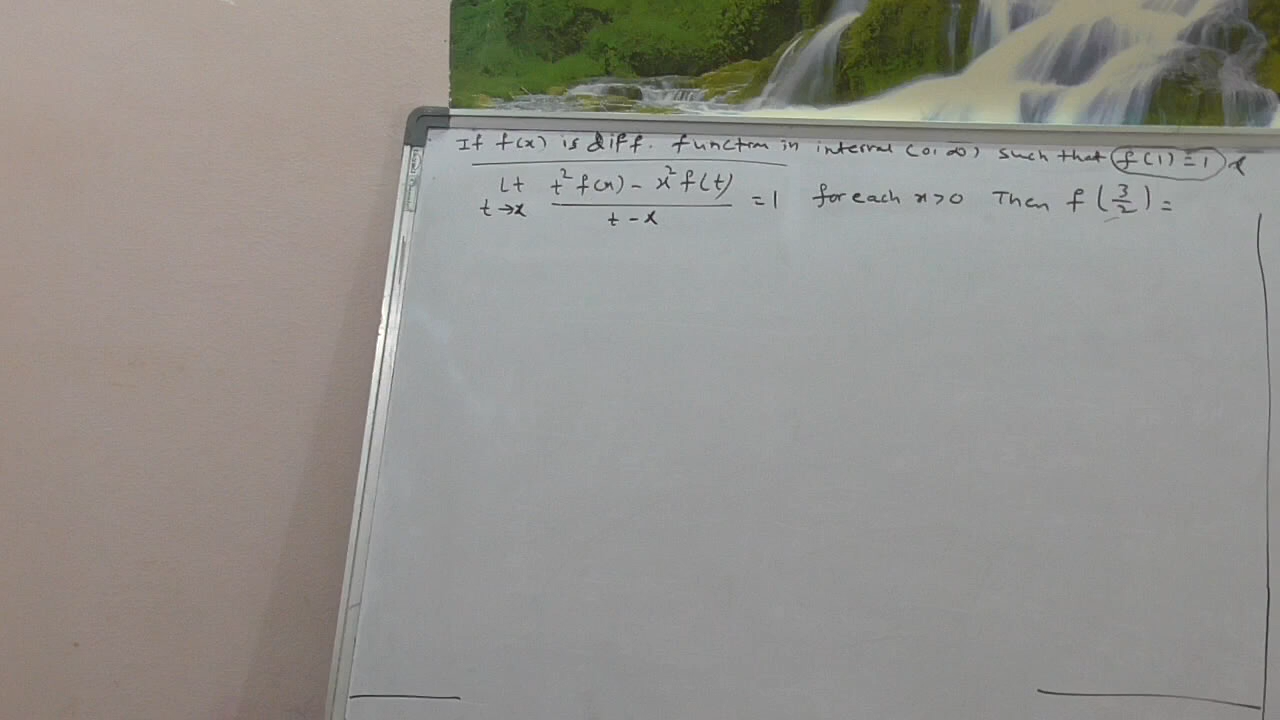 If f(x) is diff. function in interval (0, ∞) such that f(1) = 1 &
Lt t→x (t² f(x) - x² f(t)) / (t - x) = 1 for each x>0 Then f(3/2) =